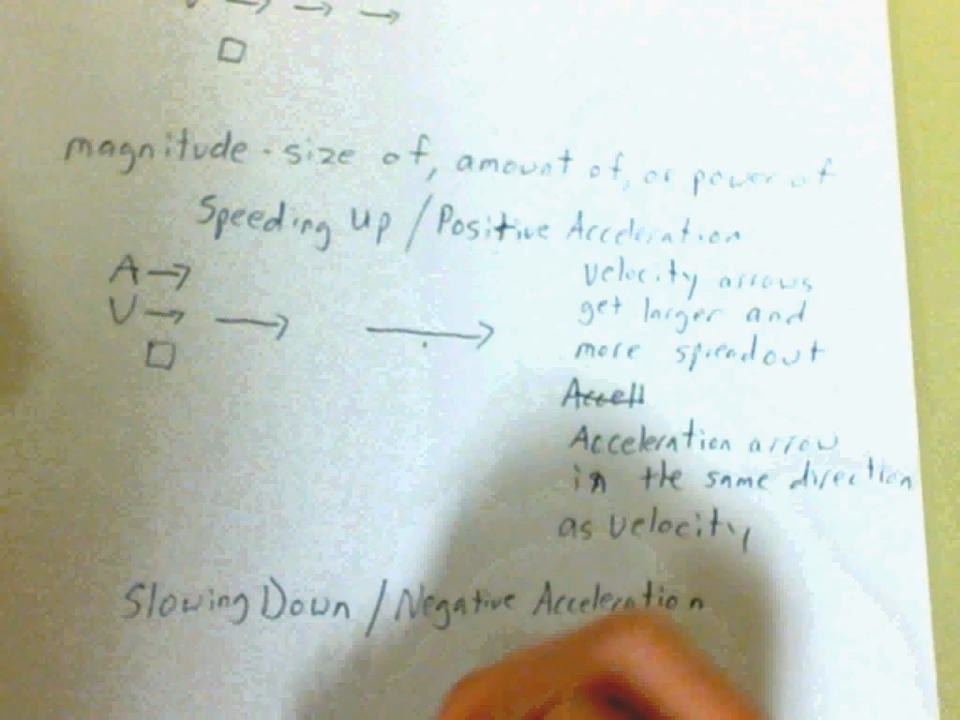 magnitude - size of, amount of, or power of
Speeding Up / Positive Acceleration
A
V
velocity arrows
get larger and
more spreadout
Accell
Acceleration arrow
in the same direction
as velocity
Slowing Down / Negative Acceleration